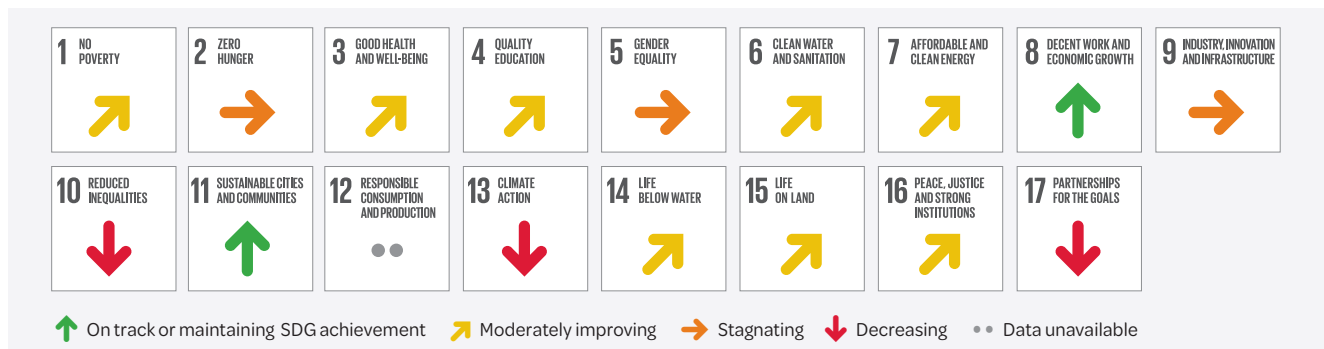 1 NO
POVERTY
2 ZERO
HUNGER
3 GOOD HEALTH
AND WELL-BEING
4 QUALITY
EDUCATION
5 GENDER
EQUALITY
6 CLEAN WATER
AND SANITATION
7 AFFORDABLE AND
CLEAN ENERGY
8 DECENT WORK AND
ECONOMIC GROWTH
9 INDUSTRY, INNOVATION
AND INFRASTRUCTURE
10 REDUCED
INEQUALITIES
11 SUSTAINABLE CITIES
AND COMMUNITIES
12 RESPONSIBLE
CONSUMPTION
AND PRODUCTION
13 CLIMATE
ACTION
14 LIFE
BELOW WATER
15 LIFE
ON LAND
16 PEACE, JUSTICE
AND STRONG
INSTITUTIONS
17 PARTNERSHIPS
FOR THE GOALS
On track or maintaining SDG achievement
Moderately improving
Stagnating
Decreasing
Data unavailable